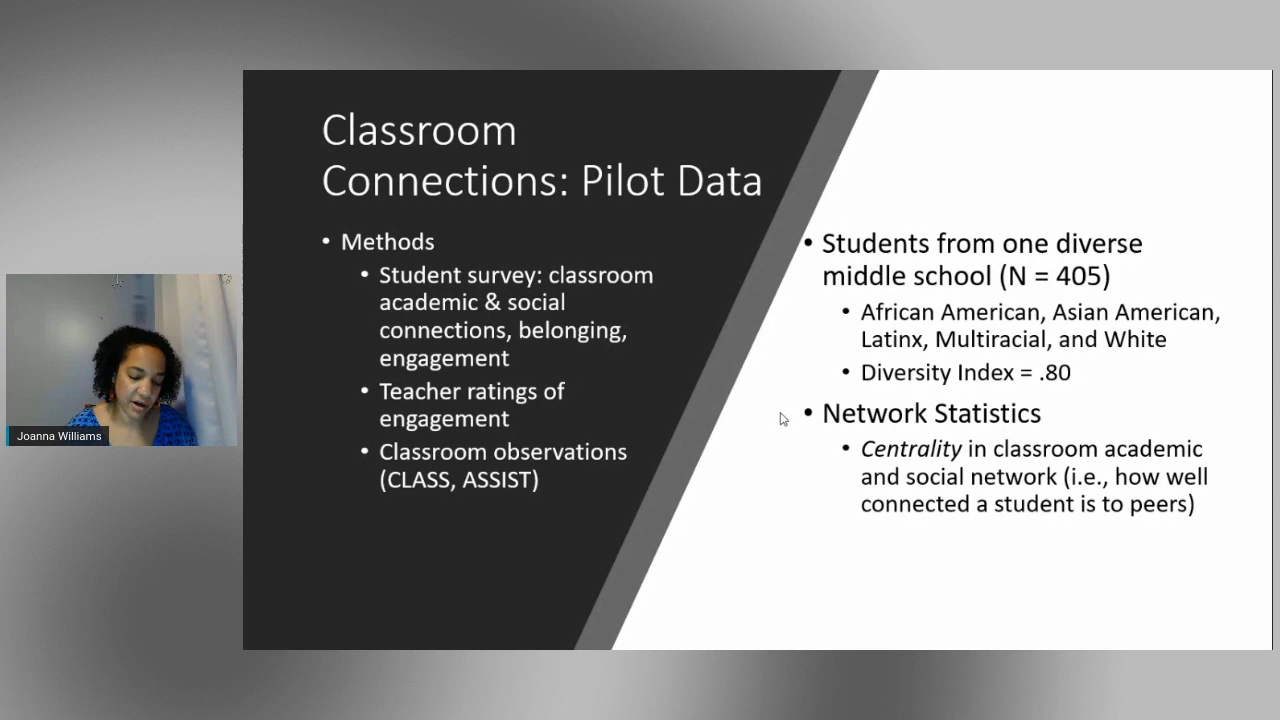 Classroom
Connections: Pilot Data
• Methods
• Student survey: classroom
academic & social
connections, belonging,
engagement
• Teacher ratings of
engagement
• Classroom observations
(CLASS, ASSIST)
• Students from one diverse
middle school (N = 405)
• African American, Asian American,
Latinx, Multiracial, and White
• Diversity Index = .80
• Network Statistics
• Centrality in classroom academic
and social network (i.e., how well
connected a student is to peers)
Joanna Williams